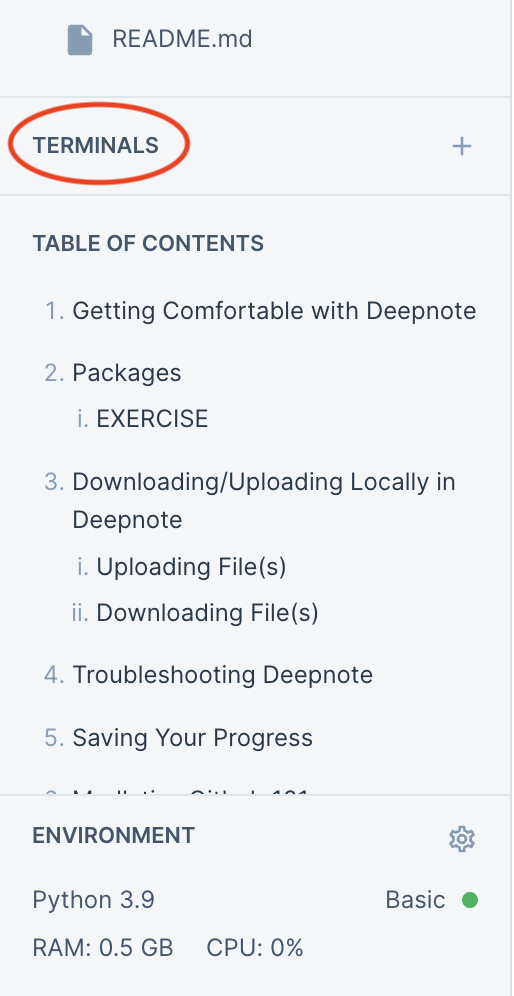 README.md
TERMINALS
TABLE OF CONTENTS
1. Getting Comfortable with Deepnote
2. Packages
i. EXERCISE
3. Downloading/Uploading Locally in
Deepnote
i. Uploading File(s)
ii. Downloading File(s)
4. Troubleshooting Deepnote
5. Saving Your Progress
ENVIRONMENT
Python 3.9 Basic
RAM: 0.5 GB CPU: 0%